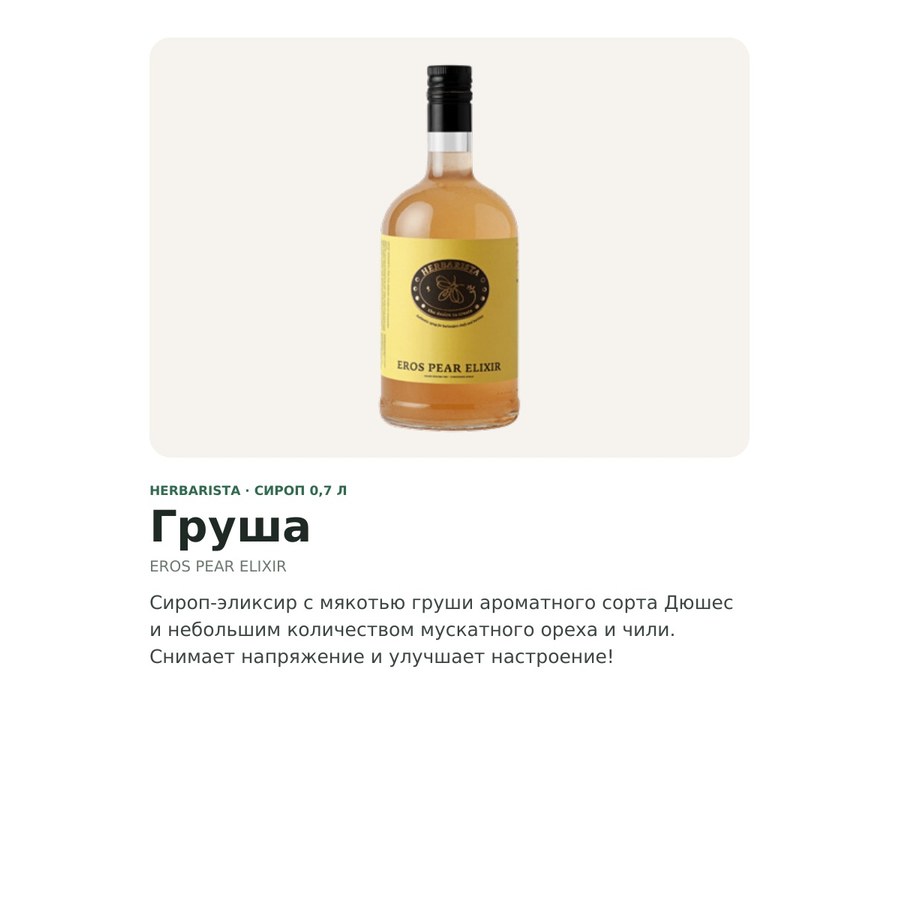 HERBARISTA
EROS PEAR ELIXIR
HERBARISTA · СИРОП 0,7 Л
Груша
EROS PEAR ELIXIR
Сироп-эликсир с мякотью груши ароматного сорта Дюшес
и небольшим количеством мускатного ореха и чили.
Снимает напряжение и улучшает настроение!